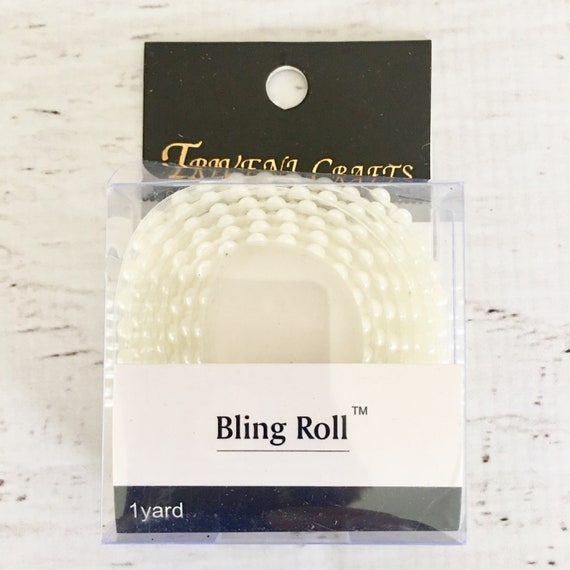 TRIVENI CRAFTS
Bling Roll™
1yard